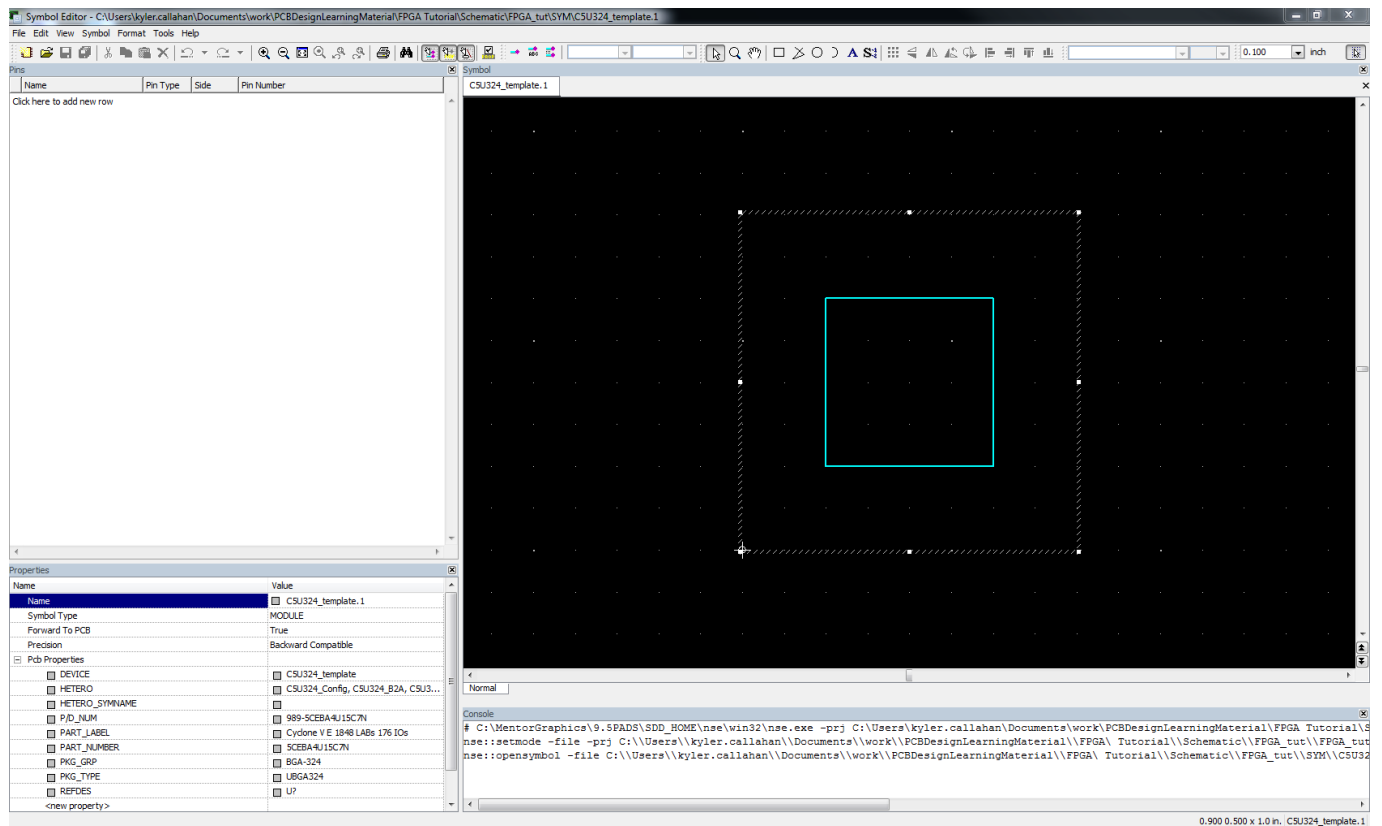 Symbol Editor - C:\Users\kyler.callahan\Documents\work\PCBDesignLearningMaterial\FPGA Tutorial\Schematic\FPGA_tut\SYM\C5U324_template.1
File Edit View Symbol Format Tools Help
0.100 inch
Pins
Name Pin Type Side Pin Number
Click here to add new row
Symbol
C5U324_template.1
Properties
Name Value
Name C5U324_template.1
Symbol Type MODULE
Forward To PCB True
Precision Backward Compatible
Pcb Properties
DEVICE C5U324_template
HETERO C5U324_Config, C5U324_B2A, C5U3...
HETERO_SYMNAME
P/D_NUM 989-5CEBA4U15C7N
PART_LABEL Cyclone V E 1848 LABs 176 IOs
PART_NUMBER 5CEBA4U15C7N
PKG_GRP BGA-324
PKG_TYPE UBGA324
REFDES U?
<new property>
Normal
Console
# C:\MentorGraphics\9.5PADS\SDD_HOME\nse\win32\nse.exe -prj C:\Users\kyler.callahan\Documents\work\PCBDesignLearningMaterial\FPGA Tutorial\S
nse::setmode -file -prj C:\\Users\\kyler.callahan\\Documents\\work\\PCBDesignLearningMaterial\\FPGA\ Tutorial\\Schematic\\FPGA_tut\\FPGA_tut
nse::opensymbol -file C:\\Users\\kyler.callahan\\Documents\\work\\PCBDesignLearningMaterial\\FPGA\ Tutorial\\Schematic\\FPGA_tut\\SYM\\C5U32
0.900 0.500 x 1.0 in. C5U324_template.1